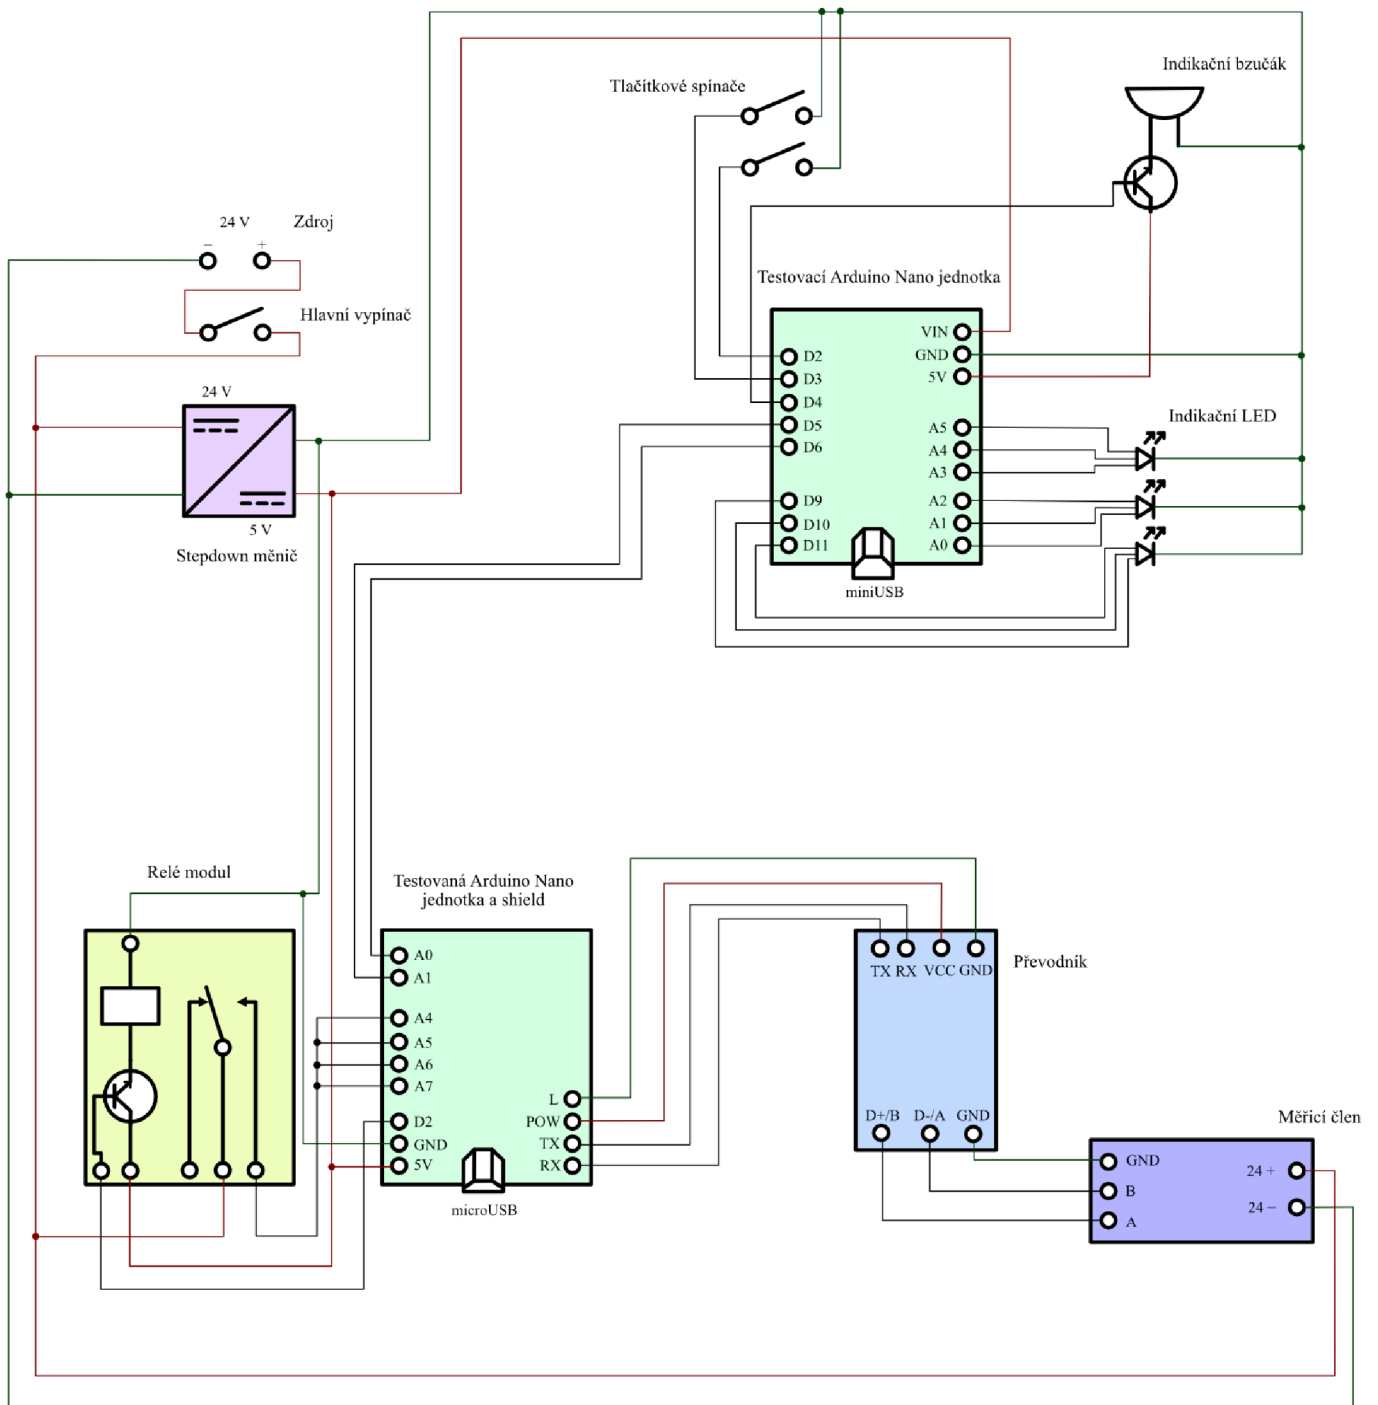 Indikační bzučák
Tlačítkové spínače
24 V
Zdroj
− +
Hlavní vypínač
24 V
5 V
Stepdown měnič
Testovací Arduino Nano jednotka
VIN
GND
5V
D2
D3
D4
D5
D6
D9
D10
D11
A5
A4
A3
A2
A1
A0
miniUSB
Indikační LED
Relé modul
Testovaná Arduino Nano
jednotka a shield
A0
A1
A4
A5
A6
A7
D2
GND
5V
L
POW
TX
RX
microUSB
TX RX VCC GND
Převodník
D+/B D-/A GND
Měřicí člen
GND
B
A
24 +
24 −